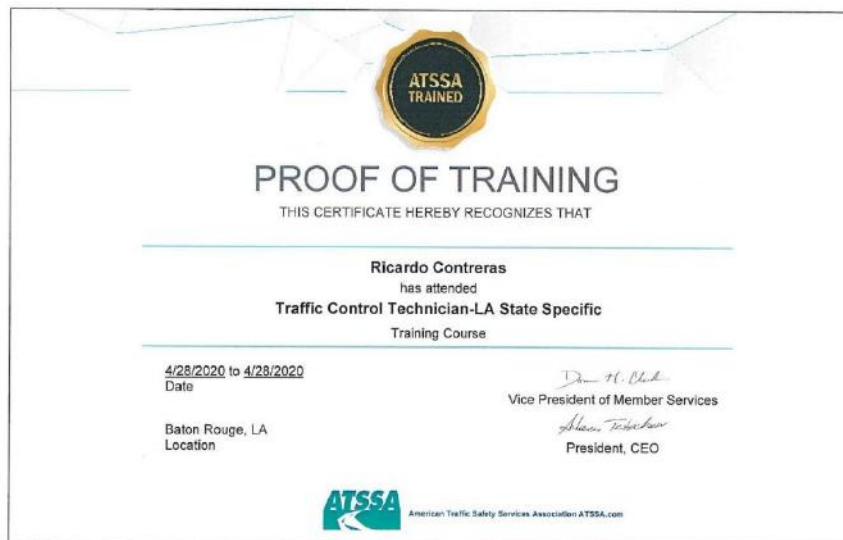 ATSSA
TRAINED
PROOF OF TRAINING
THIS CERTIFICATE HEREBY RECOGNIZES THAT
Ricardo Contreras
has attended
Traffic Control Technician-LA State Specific
Training Course
4/28/2020 to 4/28/2020
Date
Vice President of Member Services
Baton Rouge, LA
Location
President, CEO
ATSSA
American Traffic Safety Services Association ATSSA.com